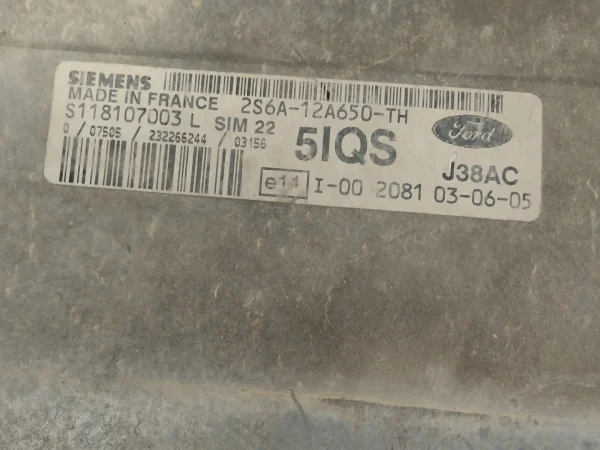 SIEMENS
MADE IN FRANCE 2S6A-12A650-TH
S118107003 L SIM 22 5IQS Ford
0 / 07505 / 232266244 / 03156 J38AC
e11 I-00 2081 03-06-05